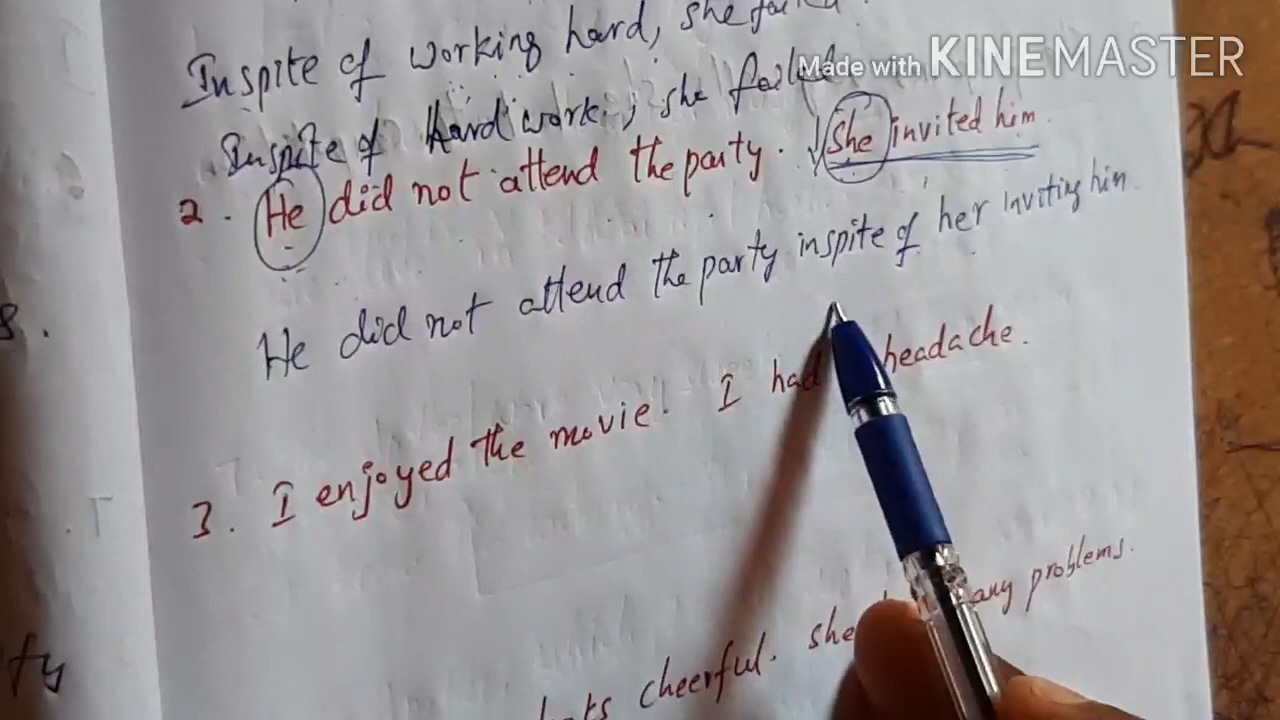 Inspite of working hard, she failed
Made with KINEMASTER
Inspite of Hard work, she failed
2. He did not attend the party. She invited him.
He did not attend the party inspite of her inviting him.
3. I enjoyed the movie. I had headache.
cheerful. she any problems.